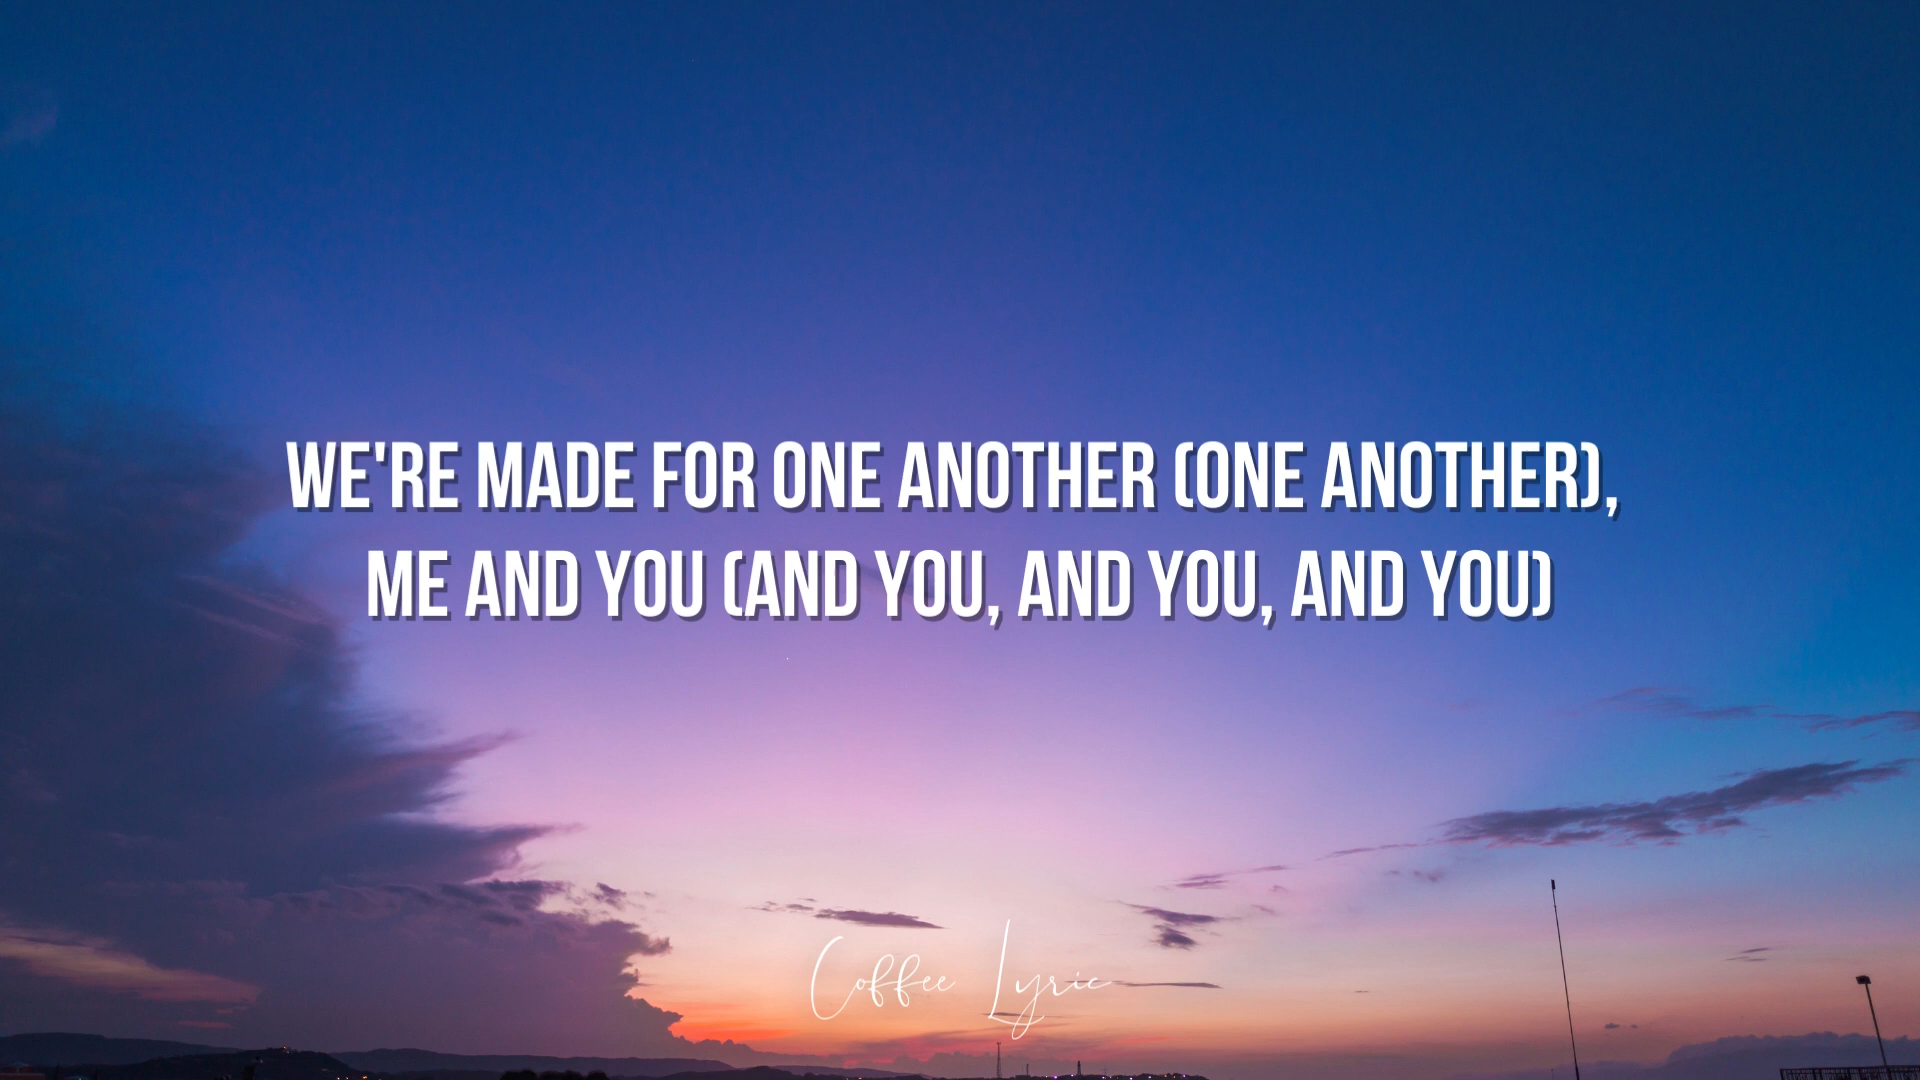 WE'RE MADE FOR ONE ANOTHER (ONE ANOTHER),
ME AND YOU (AND YOU, AND YOU, AND YOU)
Coffee Lyric